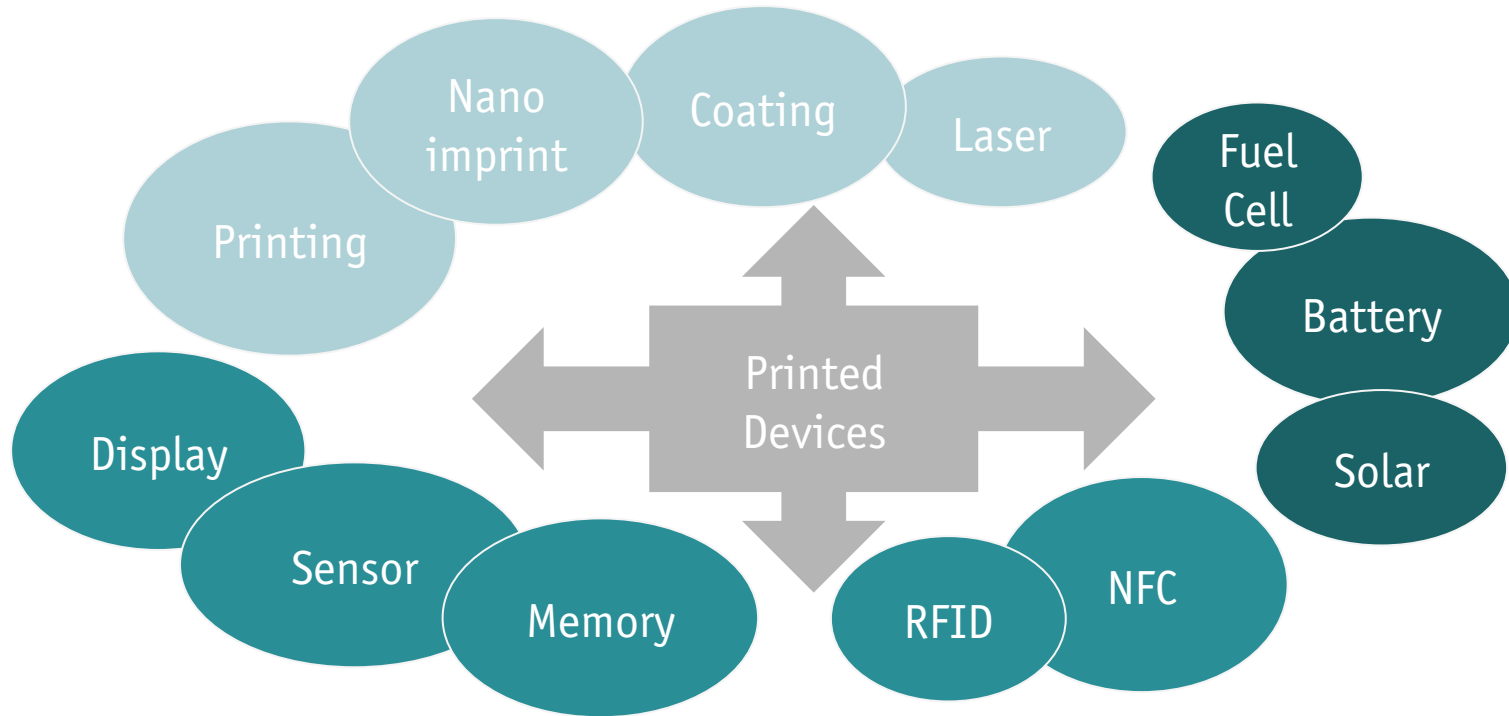 Nano
imprint
Coating
Laser
Fuel
Cell
Printing
Battery
Printed
Devices
Display
Solar
Sensor
NFC
Memory
RFID